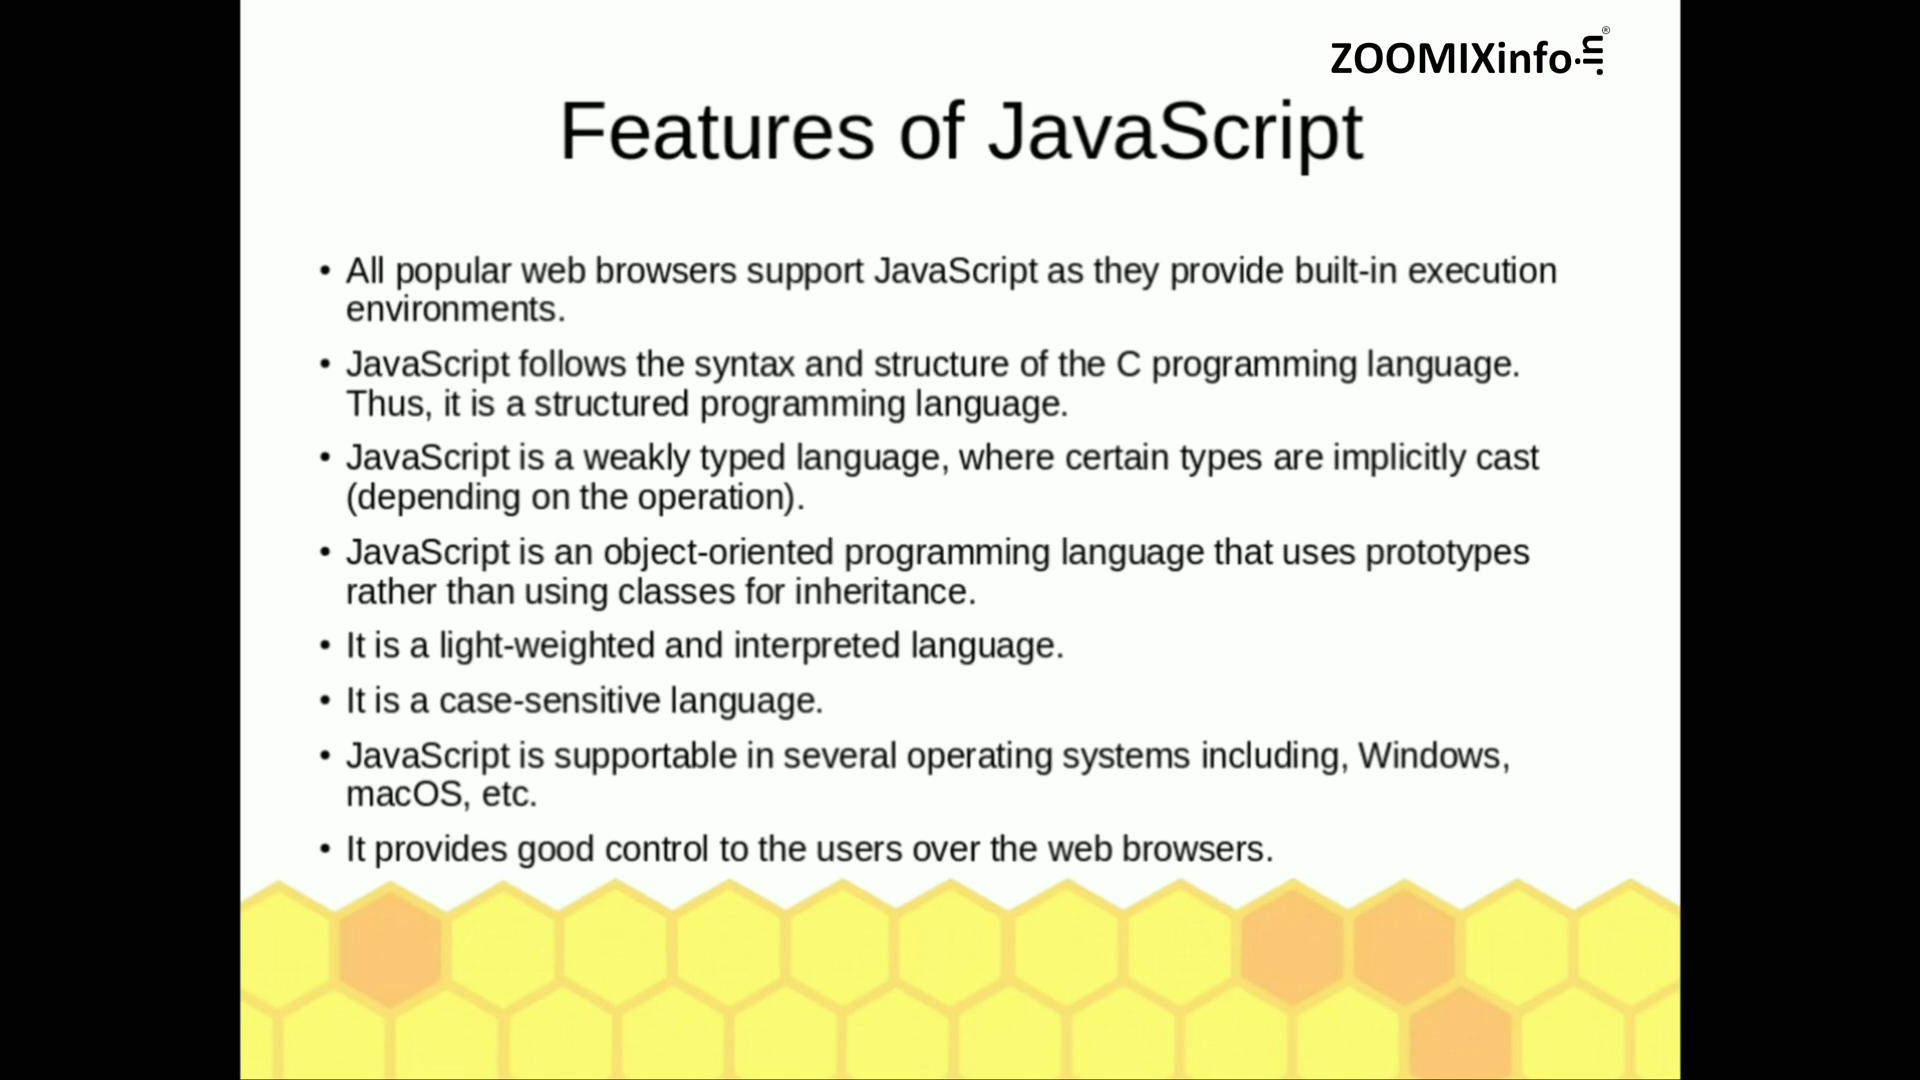 ZOOMIXinfo.in®
Features of JavaScript
• All popular web browsers support JavaScript as they provide built-in execution
environments.
• JavaScript follows the syntax and structure of the C programming language.
Thus, it is a structured programming language.
• JavaScript is a weakly typed language, where certain types are implicitly cast
(depending on the operation).
• JavaScript is an object-oriented programming language that uses prototypes
rather than using classes for inheritance.
• It is a light-weighted and interpreted language.
• It is a case-sensitive language.
• JavaScript is supportable in several operating systems including, Windows,
macOS, etc.
• It provides good control to the users over the web browsers.